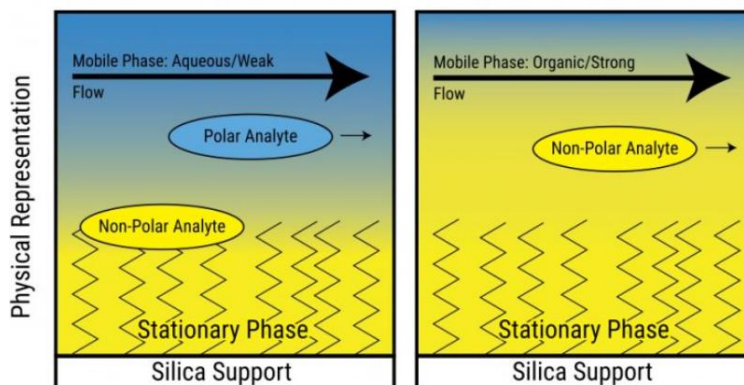 Physical Representation
Mobile Phase: Aqueous/Weak
Flow
Polar Analyte
Non-Polar Analyte
Stationary Phase
Silica Support
Mobile Phase: Organic/Strong
Flow
Non-Polar Analyte
Stationary Phase
Silica Support